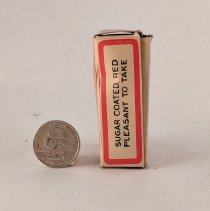 SUGAR COATED, RED
PLEASANT TO TAKE